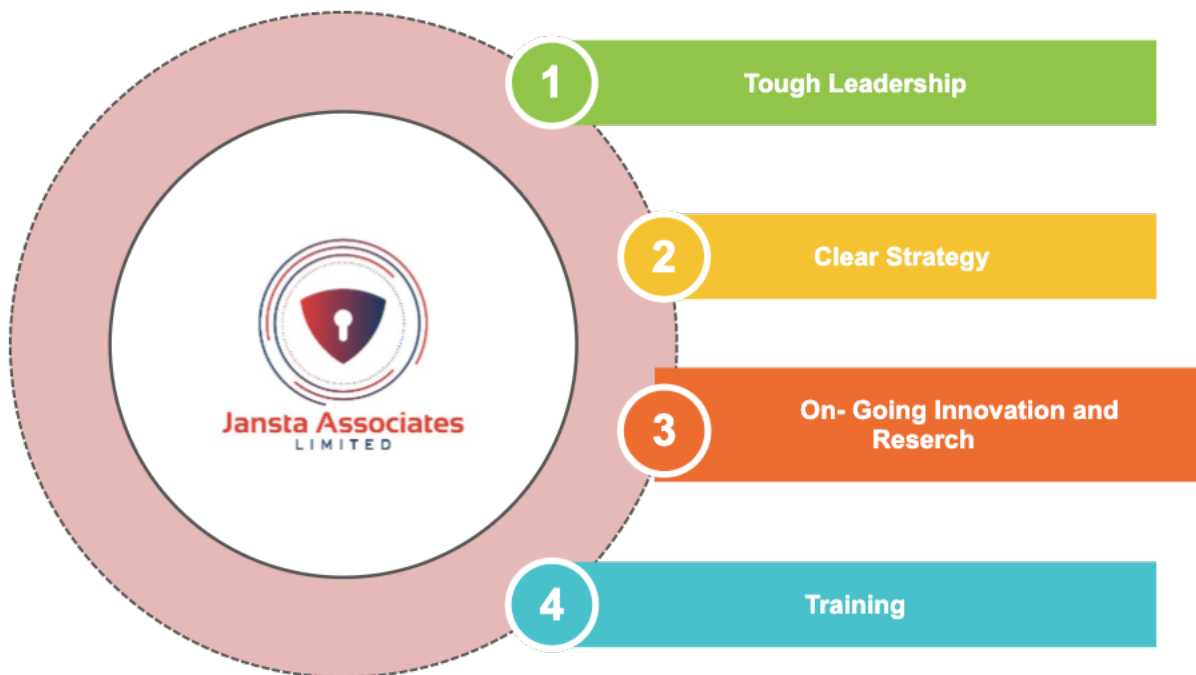 1
Tough Leadership
2
Clear Strategy
3
On- Going Innovation and
Reserch
4
Training
Jansta Associates
LIMITED